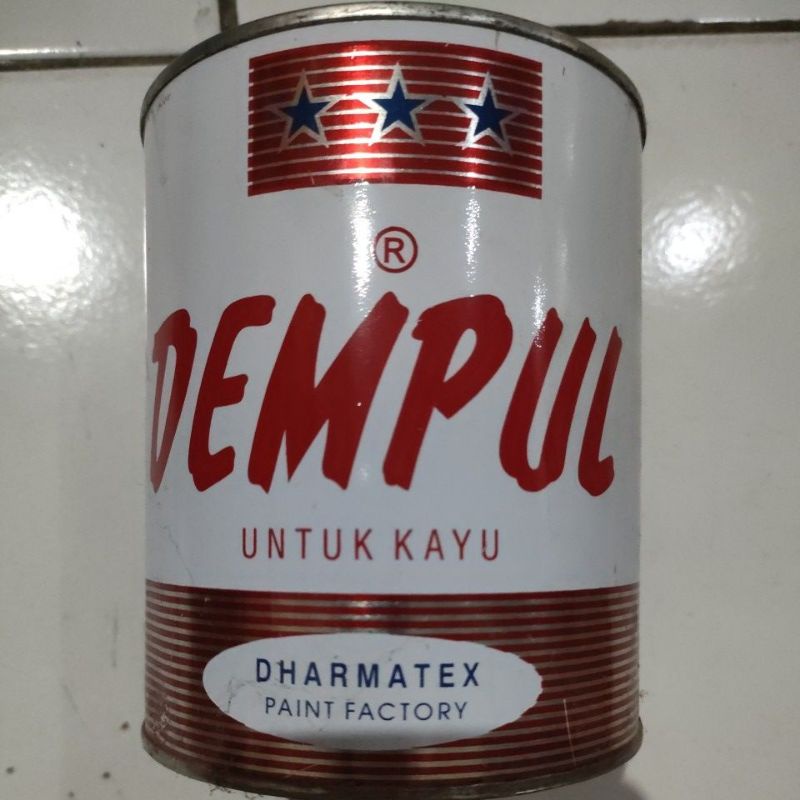 ®
DEMPUL
UNTUK KAYU
DHARMATEX
PAINT FACTORY